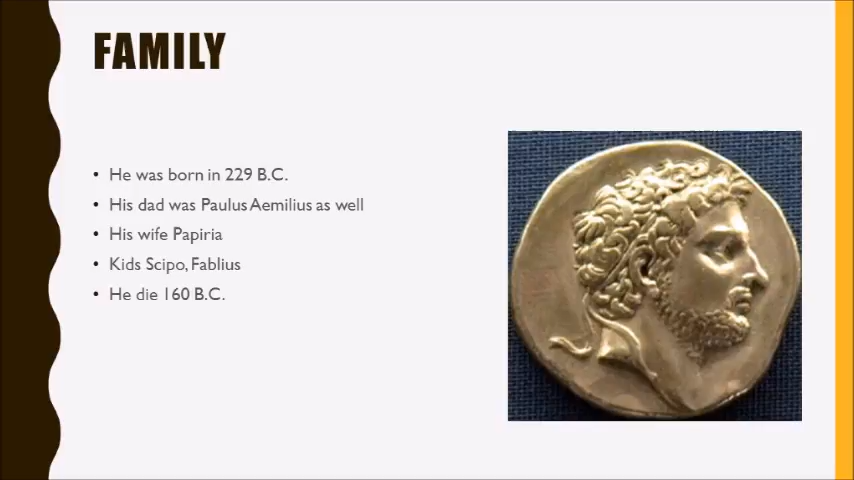 FAMILY
• He was born in 229 B.C.
• His dad was Paulus Aemilius as well
• His wife Papiria
• Kids Scipo, Fablius
• He die 160 B.C.